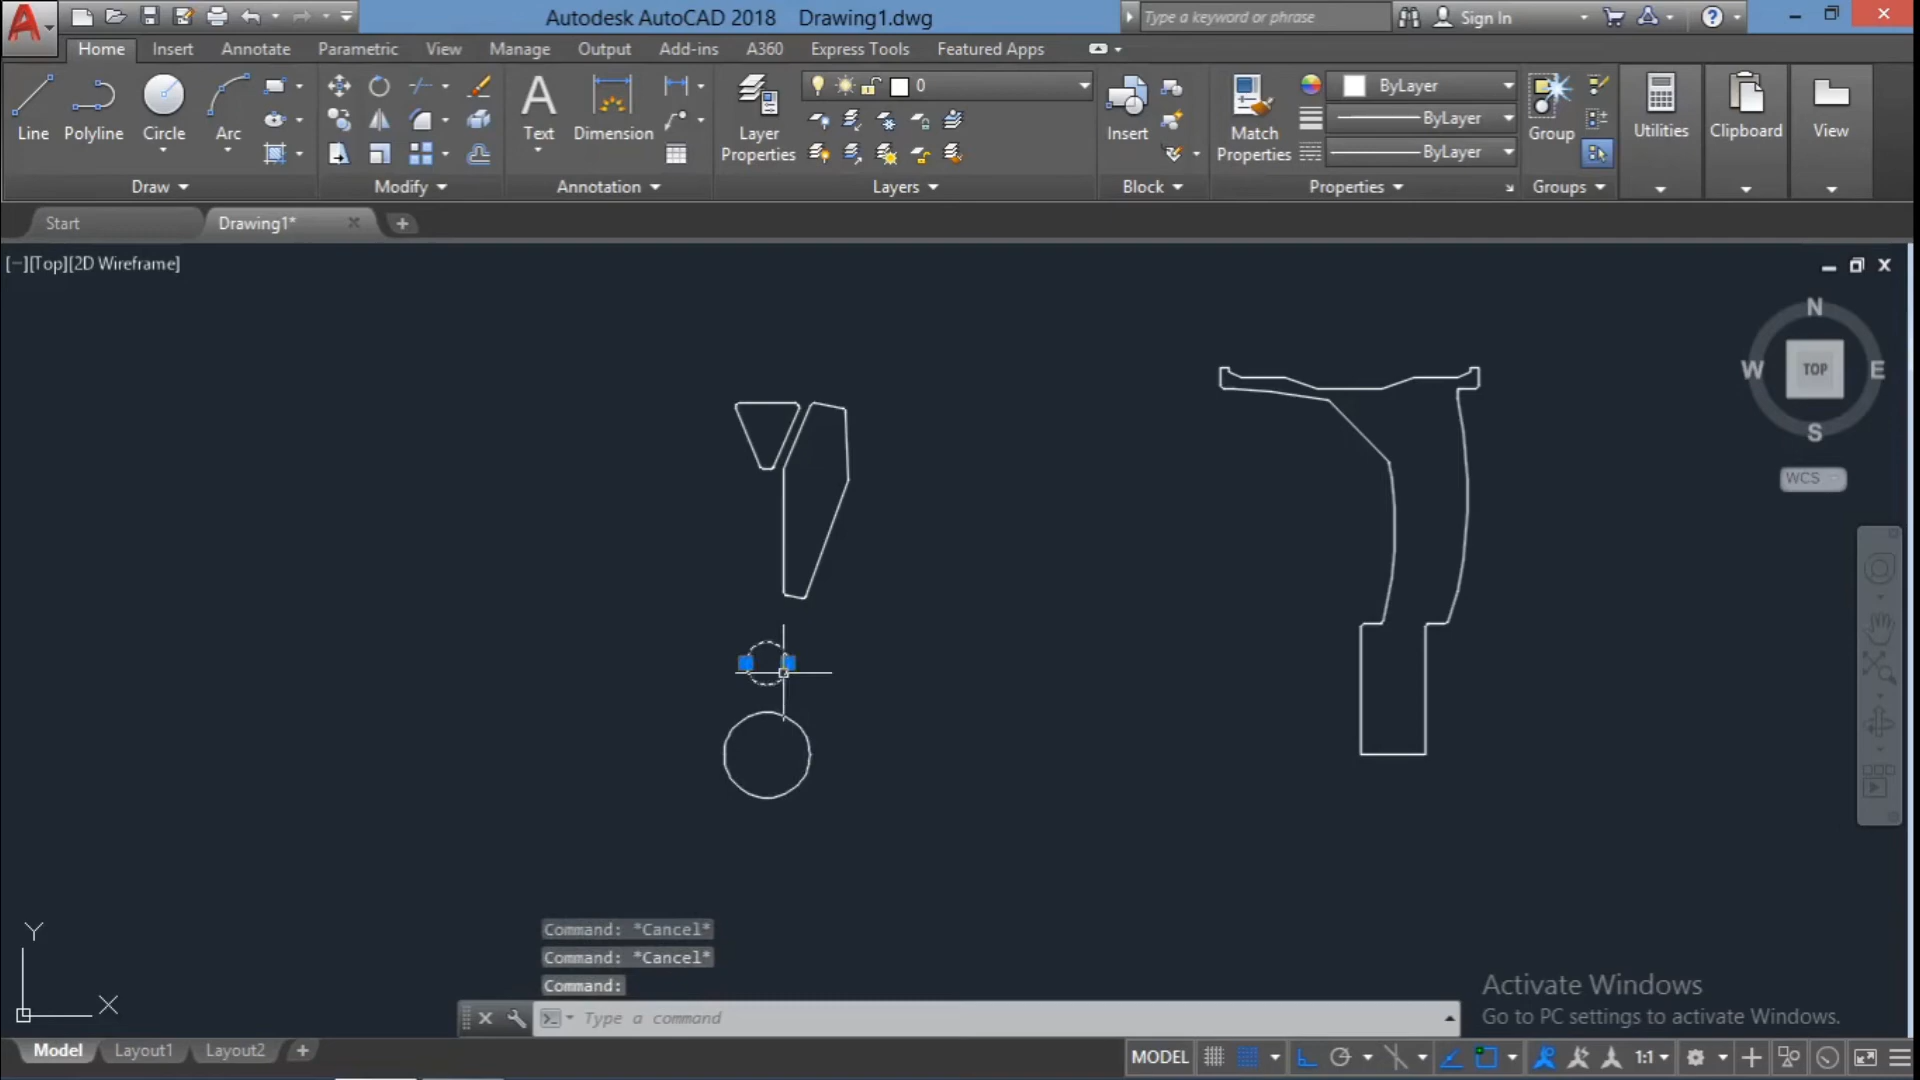 Autodesk AutoCAD 2018 Drawing1.dwg
Type a keyword or phrase
Sign In
Home Insert Annotate Parametric View Manage Output Add-ins A360 Express Tools Featured Apps
0
ByLayer
ByLayer
ByLayer
Line Polyline Circle Arc
Text Dimension
Layer Properties
Insert
Match Properties
Group
Utilities Clipboard View
Draw Modify Annotation Layers Block Properties Groups
Start Drawing1*
[−][Top][2D Wireframe]
N
W TOP E
S
WCS
Command: *Cancel*
Command: *Cancel*
Command:
Type a command
Y
X
Activate Windows
Go to PC settings to activate Windows.
Model Layout1 Layout2
MODEL 1:1